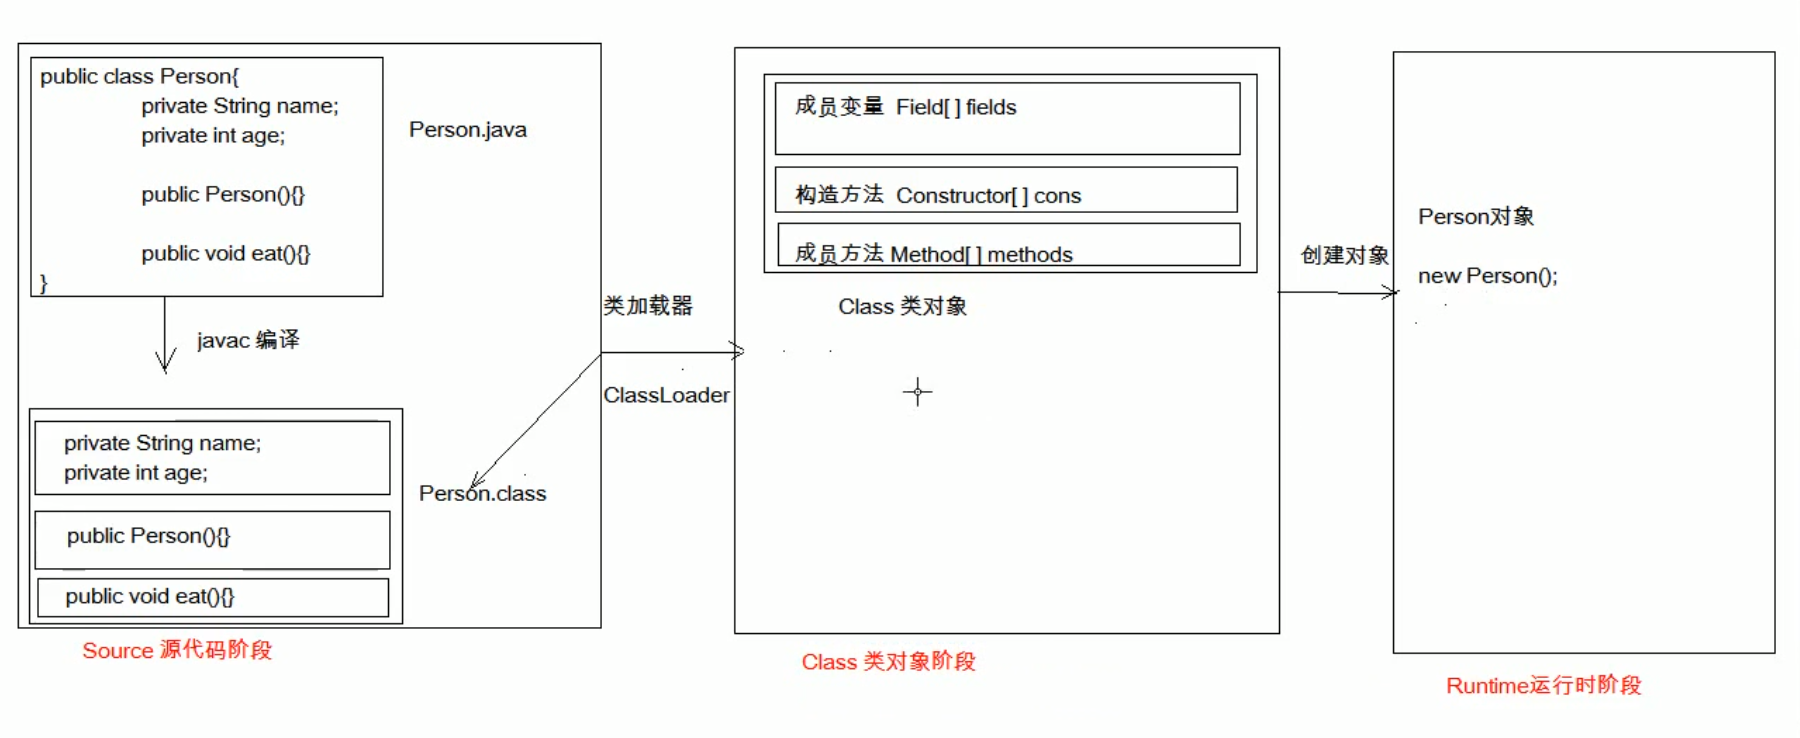 public class Person{
private String name;
private int age;
public Person(){}
public void eat(){}
}
Person.java
javac 编译
private String name;
private int age;
public Person(){}
public void eat(){}
Person.class
Source 源代码阶段
类加载器
ClassLoader
成员变量 Field[ ] fields
构造方法 Constructor[ ] cons
成员方法 Method[ ] methods
Class 类对象
Class 类对象阶段
创建对象
Person对象
new Person();
Runtime运行时阶段